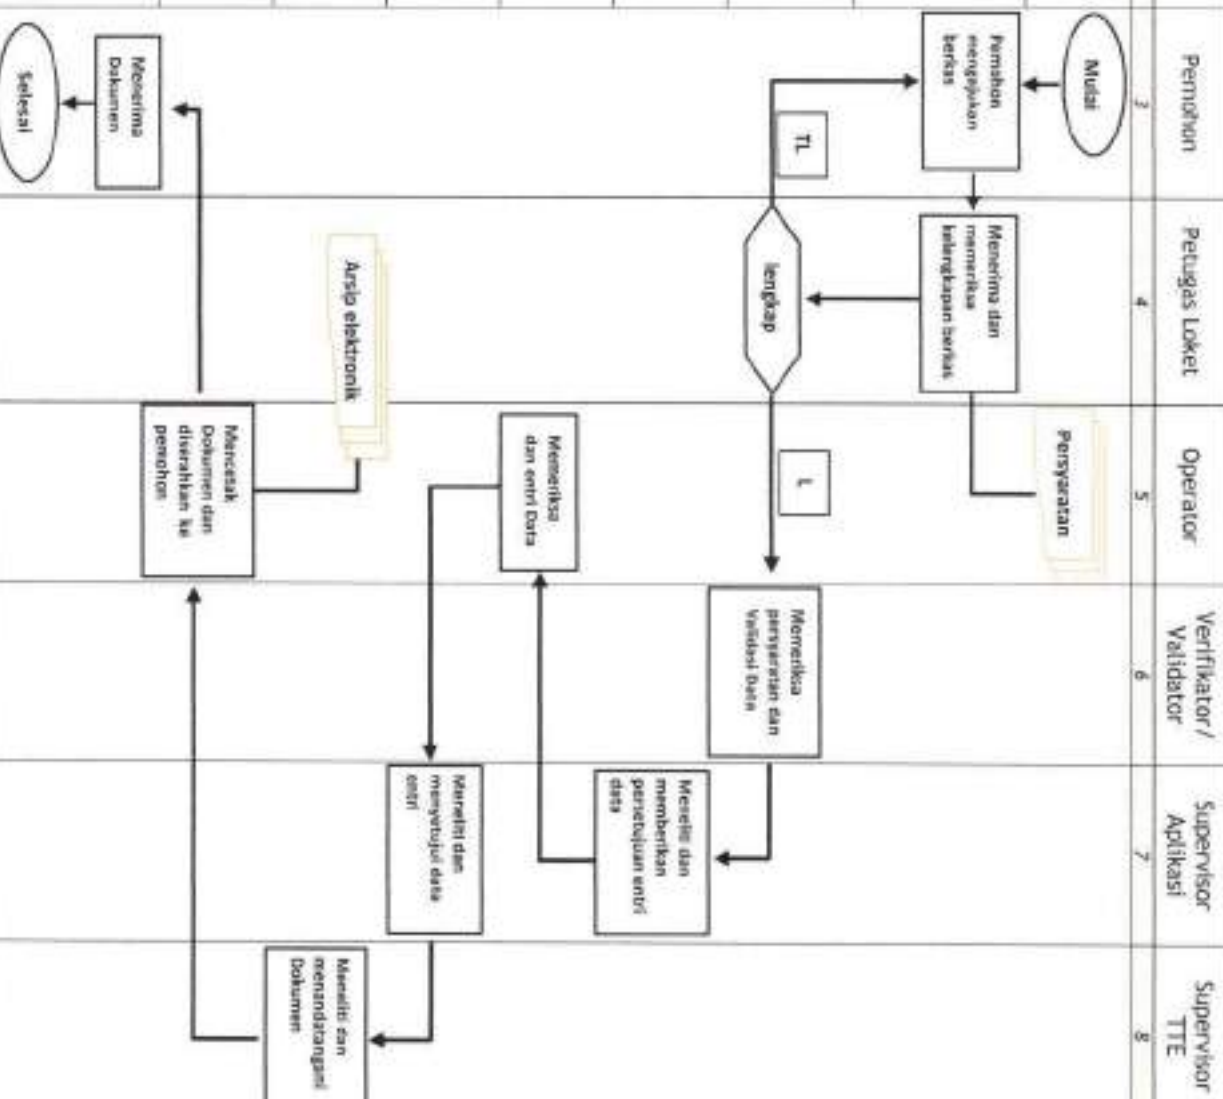 Pemohon
Petugas Loket
Operator
Verifikator/
Validator
Supervisor
Aplikasi
Supervisor
TTE
3
4
5
6
7
8
Mulai
Persyaratan
Pemohon
mengajukan
berkas
Menerima dan
memeriksa
kelengkapan berkas
TL
lengkap
L
Memeriksa
persyaratan dan
Validasi Data
Meneliti dan
memberikan
persetujuan entri
data
Memeriksa
dan entri Data
Meneliti dan
menyetujui data
entri
Arsip elektronik
Meneliti dan
menandatangani
Dokumen
Mencetak
Dokumen dan
diserahkan ke
pemohon
Menerima
Dokumen
Selesai